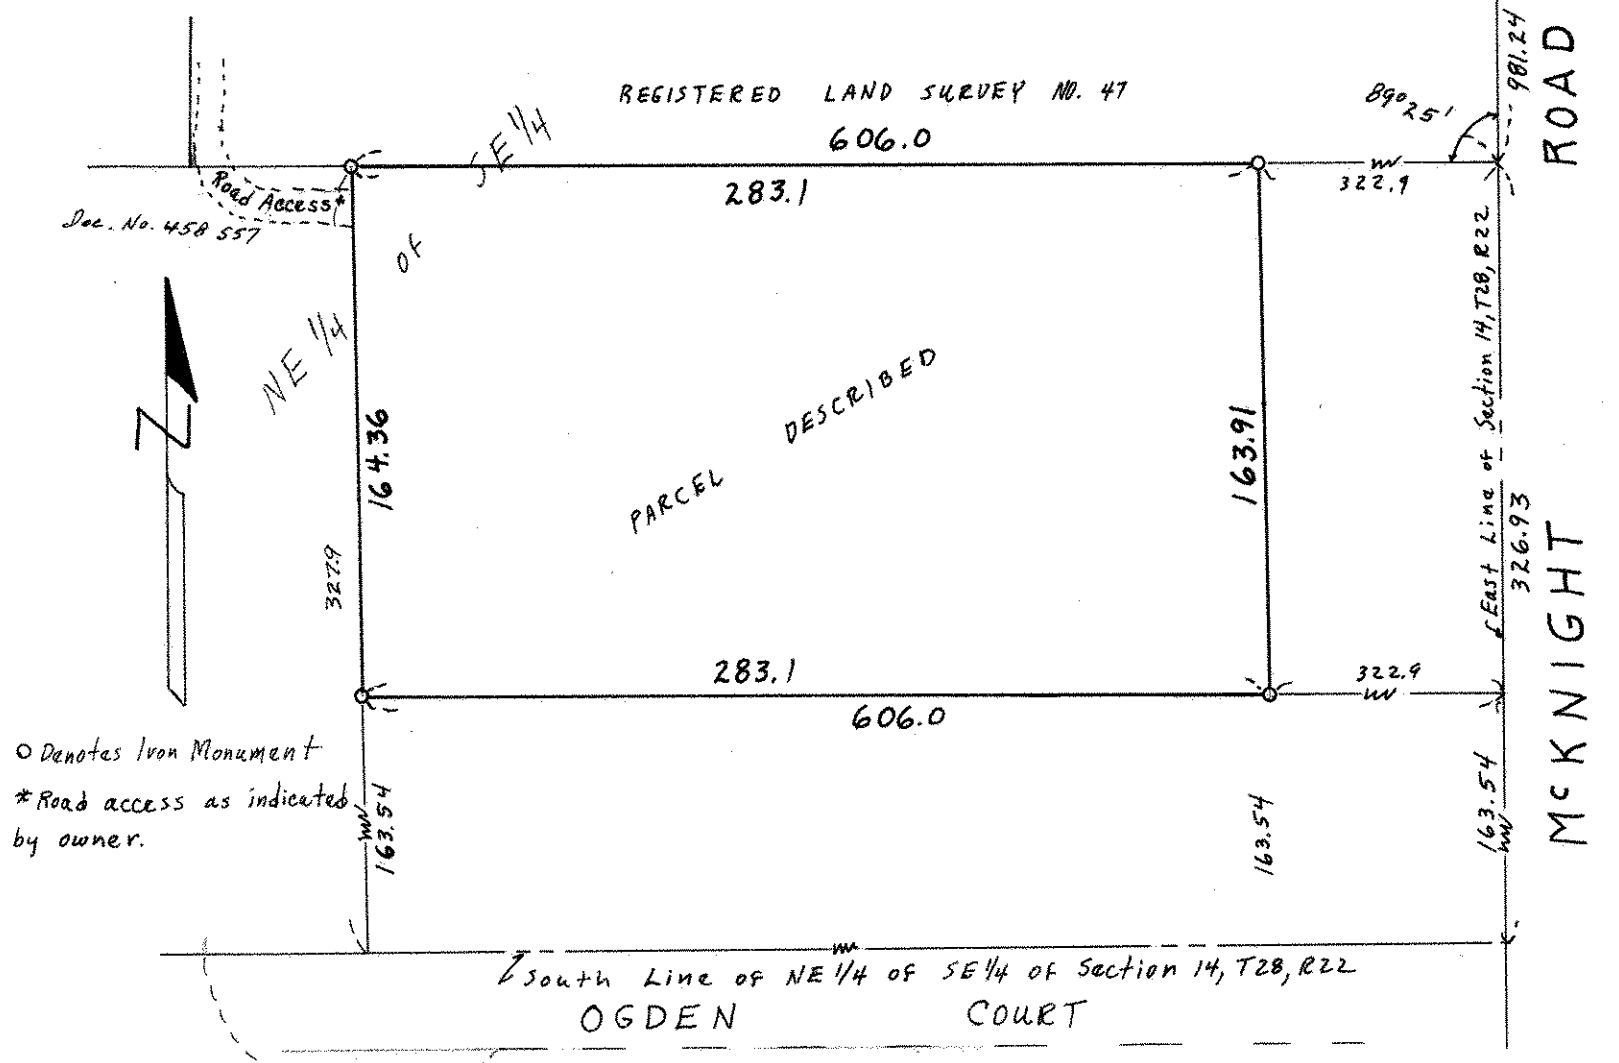 REGISTERED LAND SURVEY NO. 47
606.0
SE 1/4
283.1
322.9
89° 25'
981.24
ROAD
Road Access*
Doc. No. 458 557
OF
NE 1/4
N
164.36
327.9
PARCEL DESCRIBED
163.91
East Line of Section 14, T28, R22
326.93
McKNIGHT
283.1
606.0
322.9
O Denotes Iron Monument
* Road access as indicated
by owner.
163.54
163.54
163.54
South Line of NE 1/4 of SE 1/4 of Section 14, T28, R22
OGDEN COURT